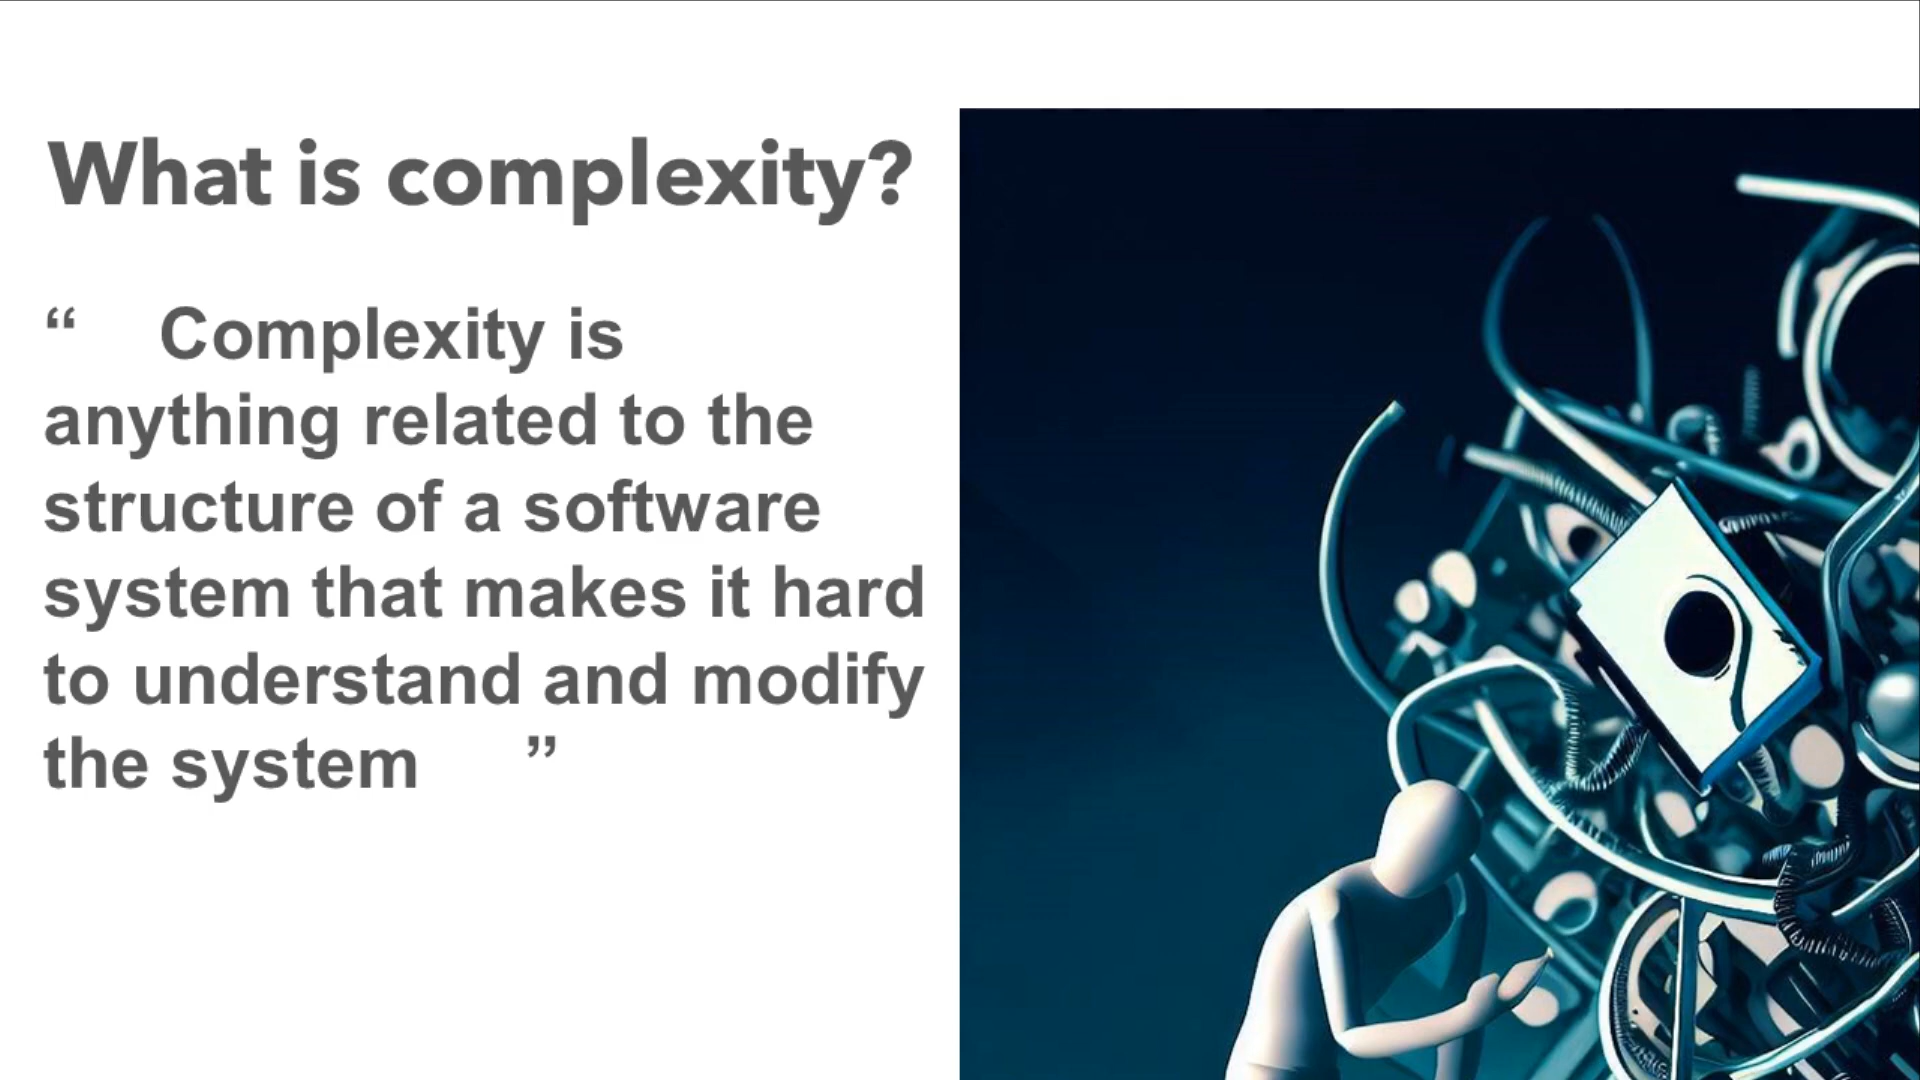 What is complexity?
“ Complexity is
anything related to the
structure of a software
system that makes it hard
to understand and modify
the system ”